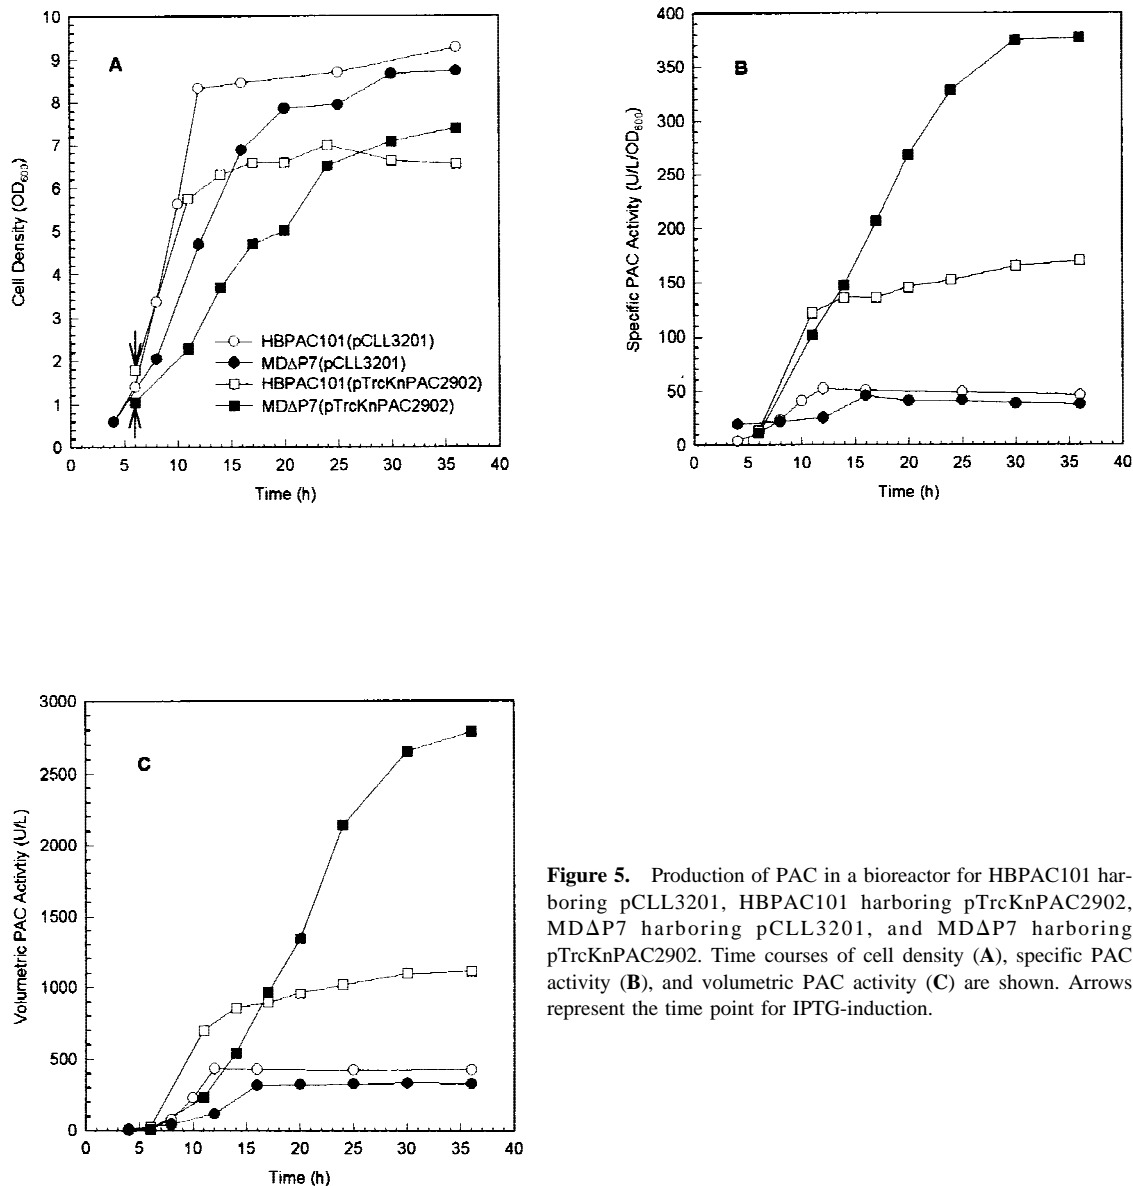 A
Cell Density (OD600)
10
9
8
7
6
5
4
3
2
1
0
0 5 10 15 20 25 30 35 40
Time (h)
HBPAC101(pCLL3201)
MDΔP7(pCLL3201)
HBPAC101(pTrcKnPAC2902)
MDΔP7(pTrcKnPAC2902)
B
Specific PAC Activity (U/L/OD600)
400
350
300
250
200
150
100
50
0
0 5 10 15 20 25 30 35 40
Time (h)
C
Volumetric PAC Activtiy (U/L)
3000
2500
2000
1500
1000
500
0
0 5 10 15 20 25 30 35 40
Time (h)
Figure 5. Production of PAC in a bioreactor for HBPAC101 har-
boring pCLL3201, HBPAC101 harboring pTrcKnPAC2902,
MDΔP7 harboring pCLL3201, and MDΔP7 harboring
pTrcKnPAC2902. Time courses of cell density (A), specific PAC
activity (B), and volumetric PAC activity (C) are shown. Arrows
represent the time point for IPTG-induction.